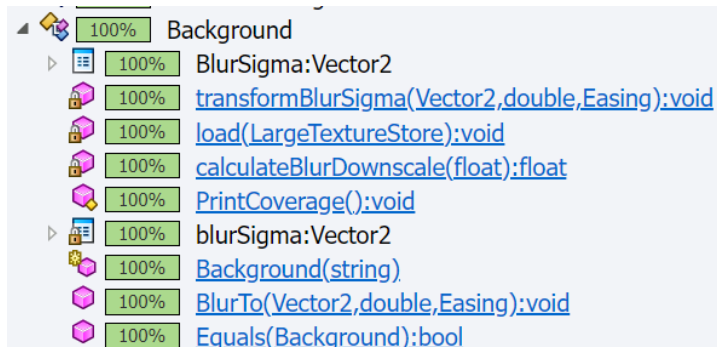 100% Background
100% BlurSigma:Vector2
100% transformBlurSigma(Vector2,double,Easing):void
100% load(LargeTextureStore):void
100% calculateBlurDownscale(float):float
100% PrintCoverage():void
100% blurSigma:Vector2
100% Background(string)
100% BlurTo(Vector2,double,Easing):void
100% Equals(Background):bool